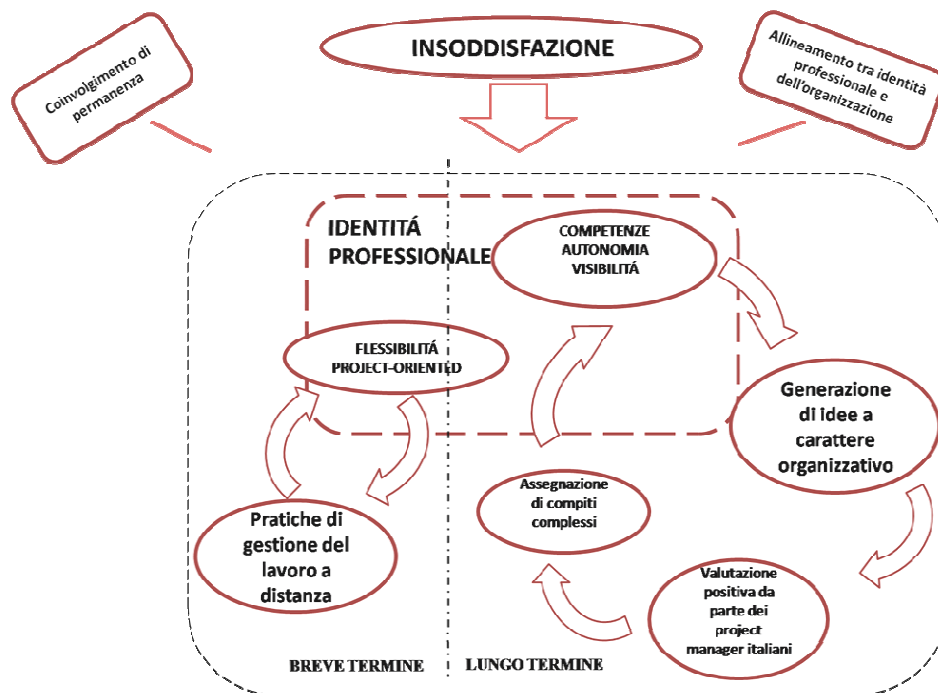 INSODDISFAZIONE
Coinvolgimento di
permanenza
Allineamento tra identità
professionale e
dell'organizzazione
IDENTITÁ
PROFESSIONALE
COMPETENZE
AUTONOMIA
VISIBILITÁ
FLESSIBILITÁ
PROJECT-ORIENTED
Generazione
di idee a
carattere
organizzativo
Assegnazione
di compiti
complessi
Pratiche di
gestione del
lavoro a
distanza
Valutazione
positiva da
parte dei
project
manager italiani
BREVE TERMINE
LUNGO TERMINE